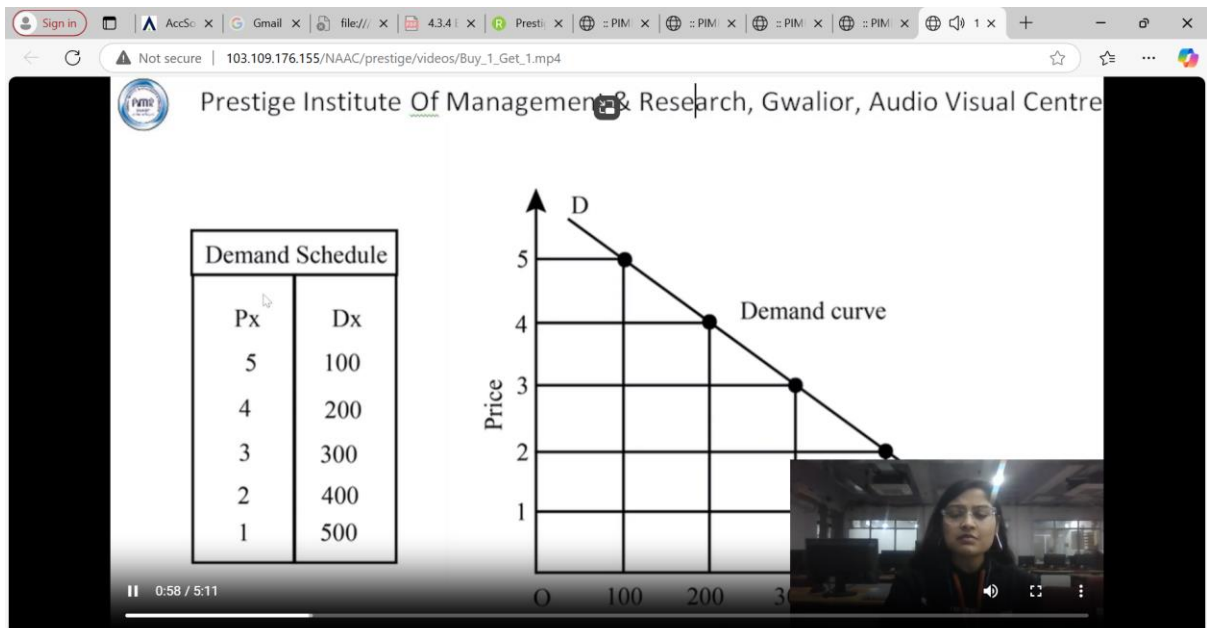 Sign in
AccSo
Gmail
file:///
4.3.4 E
Presti
:: PIM
:: PIM
:: PIM
:: PIM
1
Not secure 103.109.176.155/NAAC/prestige/videos/Buy_1_Get_1.mp4
PIMR
Prestige Institute Of Management & Research, Gwalior, Audio Visual Centre
Demand Schedule
Px Dx
5 100
4 200
3 300
2 400
1 500
D
Demand curve
Price
5
4
3
2
1
O 100 200
0:58 / 5:11